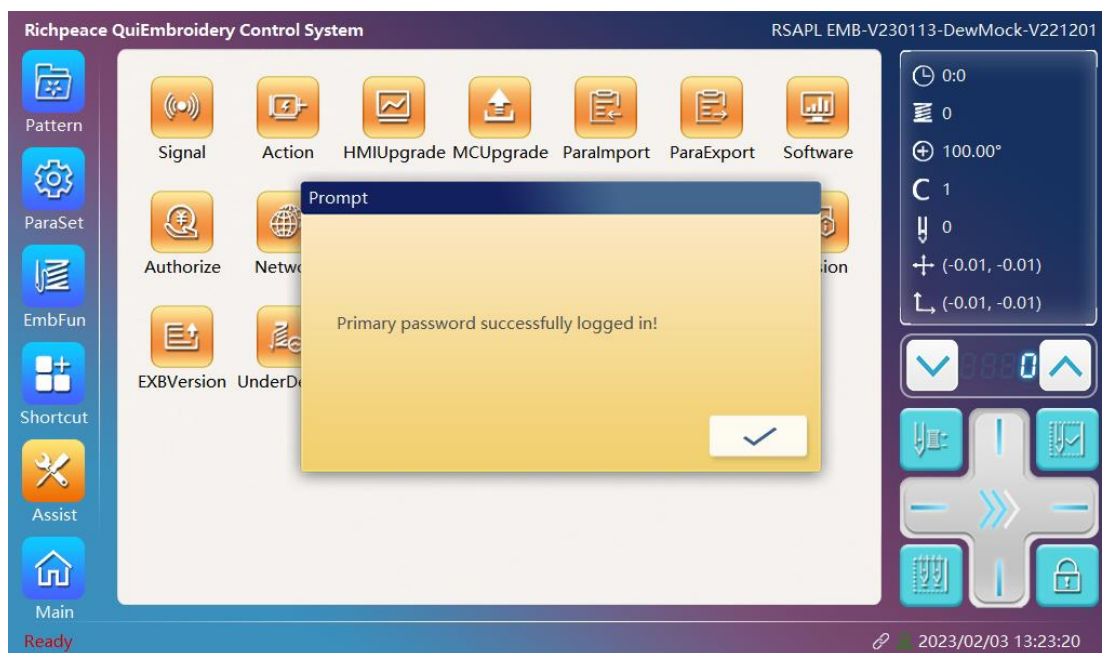 Richpeace QuiEmbroidery Control System
RSAPL EMB-V230113-DewMock-V221201
Pattern
ParaSet
EmbFun
Shortcut
Assist
Main
Signal Action HMIUpgrade MCUpgrade ParaImport ParaExport Software
Authorize
EXBVersion
Prompt
Primary password successfully logged in!
0:0
0
100.00°
C 1
0
(-0.01, -0.01)
(-0.01, -0.01)
0
Ready
2023/02/03 13:23:20